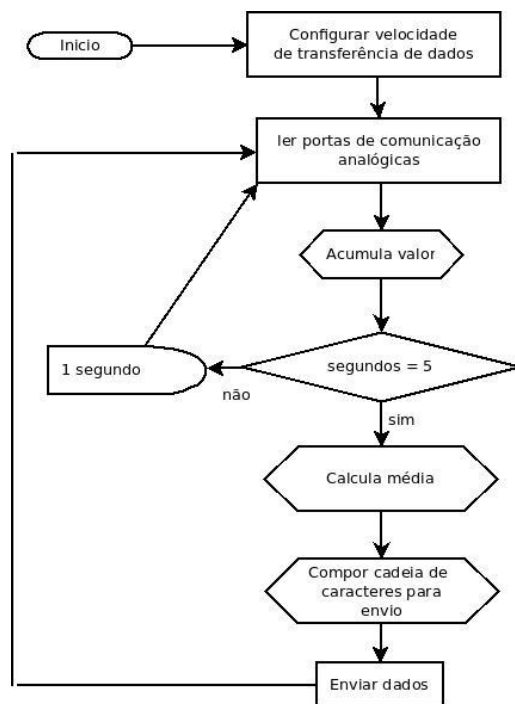 Inicio
Configurar velocidade
de transferência de dados
ler portas de comunicação
analógicas
Acumula valor
segundos = 5
1 segundo
não
sim
Calcula média
Compor cadeia de
caracteres para
envio
Enviar dados